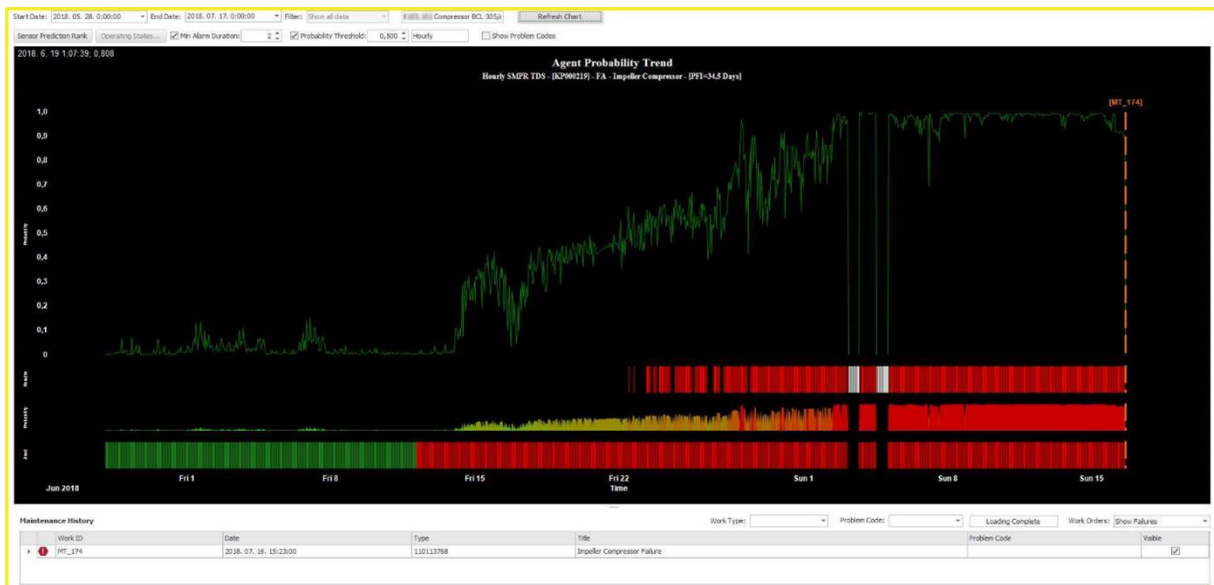 Start Date: 2018. 05. 28. 0:00:00 End Date: 2018. 07. 17. 0:00:00 Filter: Show all data Compressor BCL 305/a Refresh Chart
Sensor Prediction Rank Operating States... Min Alarm Duration: 2 Probability Threshold: 0,500 Hourly Show Problem Codes
2018. 6. 19 1:07:39; 0,808
Agent Probability Trend
Hourly SMPR TDS - [KP000219] - FA - Impeller Compressor - [PFI=34,5 Days]
[MT_174]
1,0
0,9
0,8
0,7
0,6
0,5
0,4
0,3
0,2
0,1
0
Probability
Results
Probability
Fri 1 Fri 8 Fri 15 Fri 22 Sun 1 Sun 8 Sun 15
Jun 2018 Time
Maintenance History Work Type: Problem Code: Loading Complete Work Orders: Show Failures
Work ID Date Type Title Problem Code Visible
MT_174 2018. 07. 16. 15:23:00 110113768 Impeller Compressor Failure